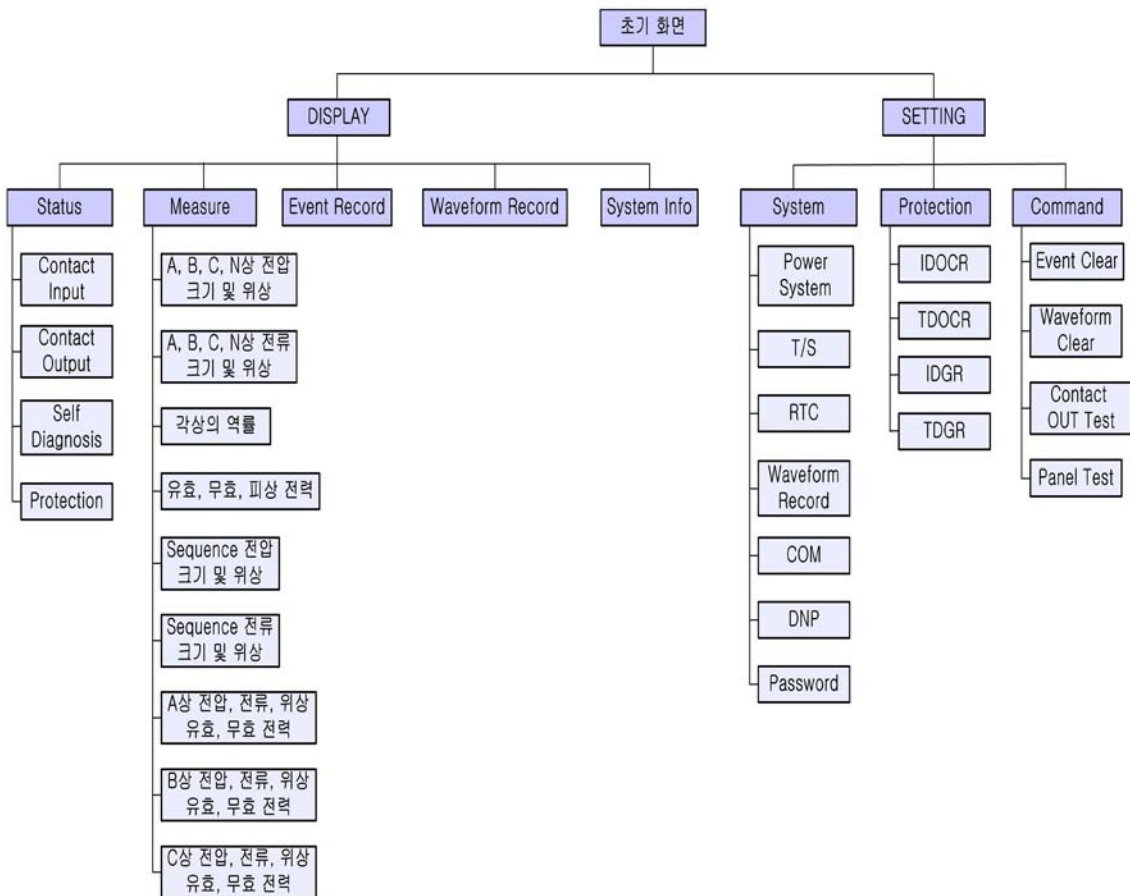 초기 화면
DISPLAY
SETTING
Status
Measure
Event Record
Waveform Record
System Info
System
Protection
Command
Contact
Input
Contact
Output
Self
Diagnosis
Protection
A, B, C, N상 전압
크기 및 위상
A, B, C, N상 전류
크기 및 위상
각상의 역률
유효, 무효, 피상 전력
Sequence 전압
크기 및 위상
Sequence 전류
크기 및 위상
A상 전압, 전류, 위상
유효, 무효 전력
B상 전압, 전류, 위상
유효, 무효 전력
C상 전압, 전류, 위상
유효, 무효 전력
Power
System
T/S
RTC
Waveform
Record
COM
DNP
Password
IDOCR
TDOCR
IDGR
TDGR
Event Clear
Waveform
Clear
Contact
OUT Test
Panel Test